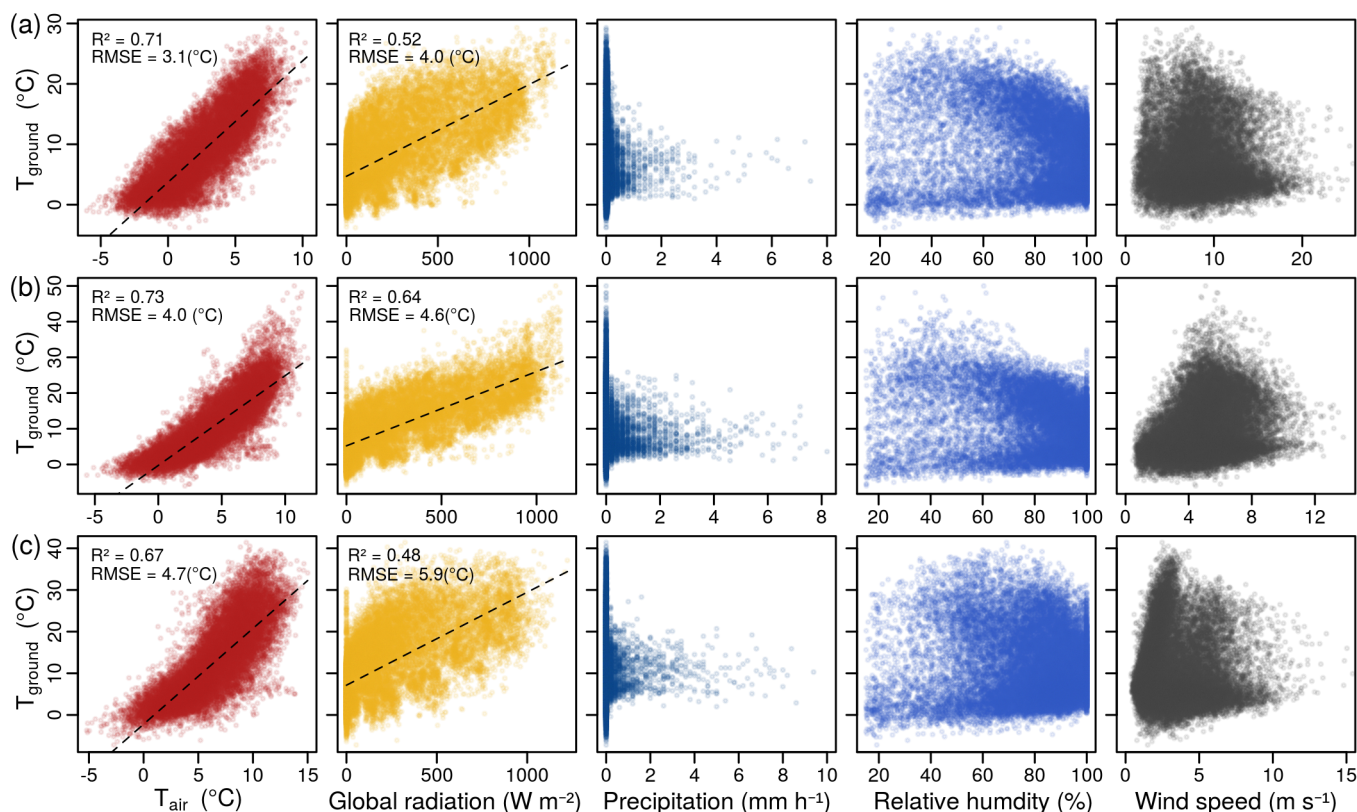 (a)
T ground (°C)
0 10 20 30
R² = 0.71
RMSE = 3.1(°C)
-5 0 5 10
R² = 0.52
RMSE = 4.0 (°C)
0 500 1000
0 2 4 6 8
20 40 60 80 100
0 10 20
(b)
T ground (°C)
0 10 20 30 40 50
R² = 0.73
RMSE = 4.0 (°C)
-5 0 5 10
R² = 0.64
RMSE = 4.6(°C)
0 500 1000
0 2 4 6 8
20 40 60 80 100
0 4 8 12
(c)
T ground (°C)
0 10 20 30 40
R² = 0.67
RMSE = 4.7(°C)
-5 0 5 10 15
R² = 0.48
RMSE = 5.9(°C)
0 500 1000
0 2 4 6 8 10
20 40 60 80 100
0 5 10 15
T air (°C)
Global radiation (W m⁻²)
Precipitation (mm h⁻¹)
Relative humdity (%)
Wind speed (m s⁻¹)